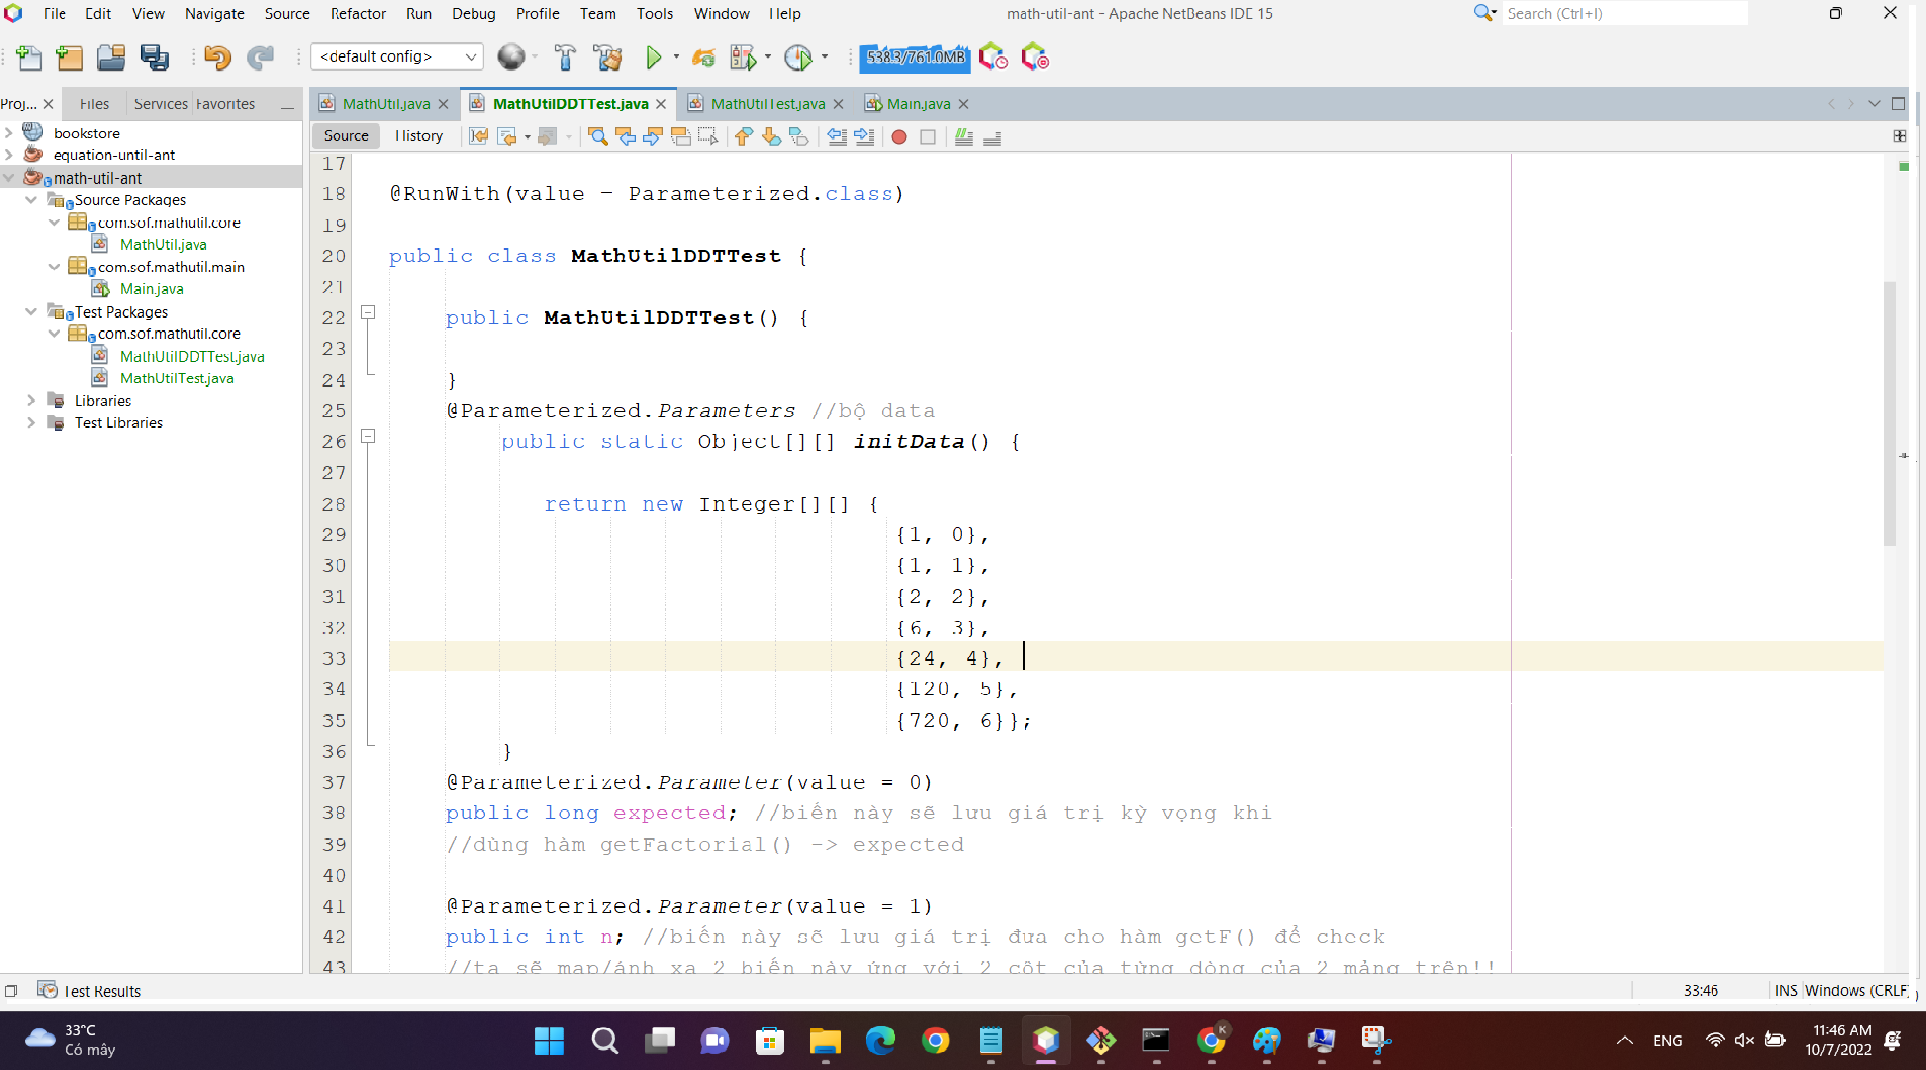 File Edit View Navigate Source Refactor Run Debug Profile Team Tools Window Help
math-util-ant - Apache NetBeans IDE 15
Search (Ctrl+I)
<default config>
538.3/761.0MB
Proj... Files Services Favorites
MathUtil.java MathUtilDDTTest.java MathUtilTest.java Main.java
Source History
bookstore
equation-until-ant
math-util-ant
Source Packages
com.sof.mathutil.core
MathUtil.java
com.sof.mathutil.main
Main.java
Test Packages
com.sof.mathutil.core
MathUtilDDTTest.java
MathUtilTest.java
Libraries
Test Libraries
17
18 @RunWith(value = Parameterized.class)
19
20 public class MathUtilDDTTest {
21
22 public MathUtilDDTTest() {
23
24 }
25 @Parameterized.Parameters //bộ data
26 public static Object[][] initData() {
27
28 return new Integer[][] {
29 {1, 0},
30 {1, 1},
31 {2, 2},
32 {6, 3},
33 {24, 4},
34 {120, 5},
35 {720, 6}};
36 }
37 @Parameterized.Parameter(value = 0)
38 public long expected; //biến này sẽ lưu giá trị kỳ vọng khi
39 //dùng hàm getFactorial() -> expected
40
41 @Parameterized.Parameter(value = 1)
42 public int n; //biến này sẽ lưu giá trị đưa cho hàm getF() để check
43 //ta sẽ map/ánh xạ 2 biến này ứng với 2 cột của từng dòng của 2 mảng trên!!
Test Results
33:46 INS Windows (CRLF)
33°C
Có mây
K
ENG
11:46 AM
10/7/2022